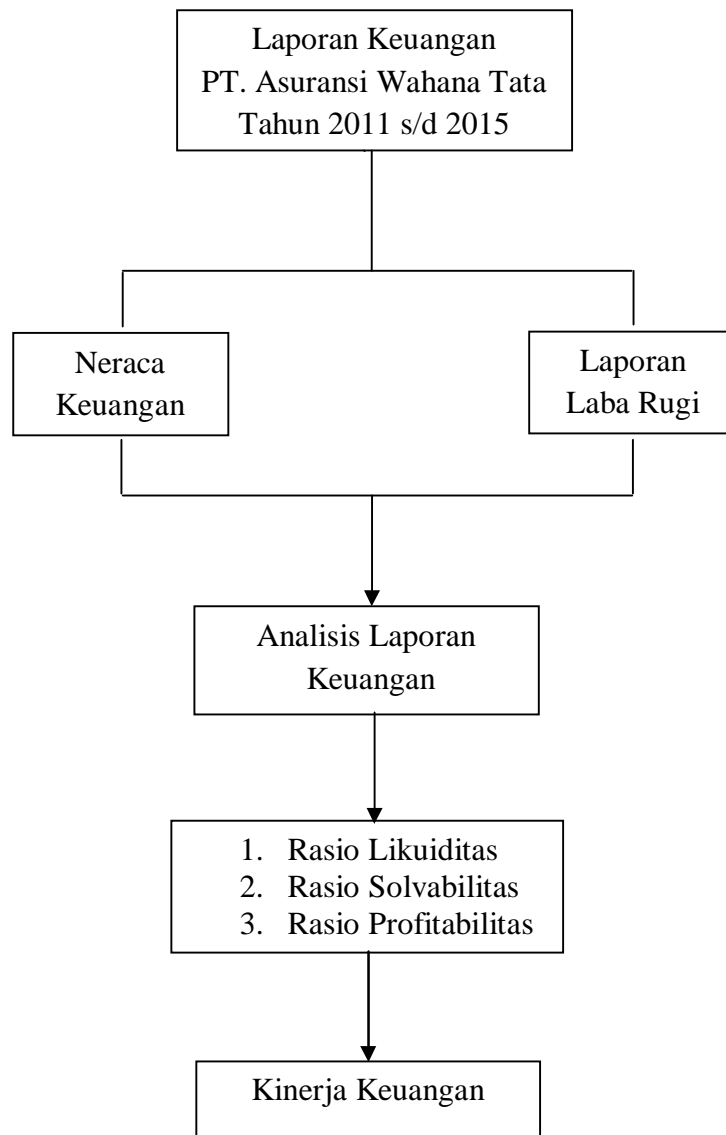 Laporan Keuangan
PT. Asuransi Wahana Tata
Tahun 2011 s/d 2015
Neraca
Keuangan
Laporan
Laba Rugi
Analisis Laporan
Keuangan
1. Rasio Likuiditas
2. Rasio Solvabilitas
3. Rasio Profitabilitas
Kinerja Keuangan